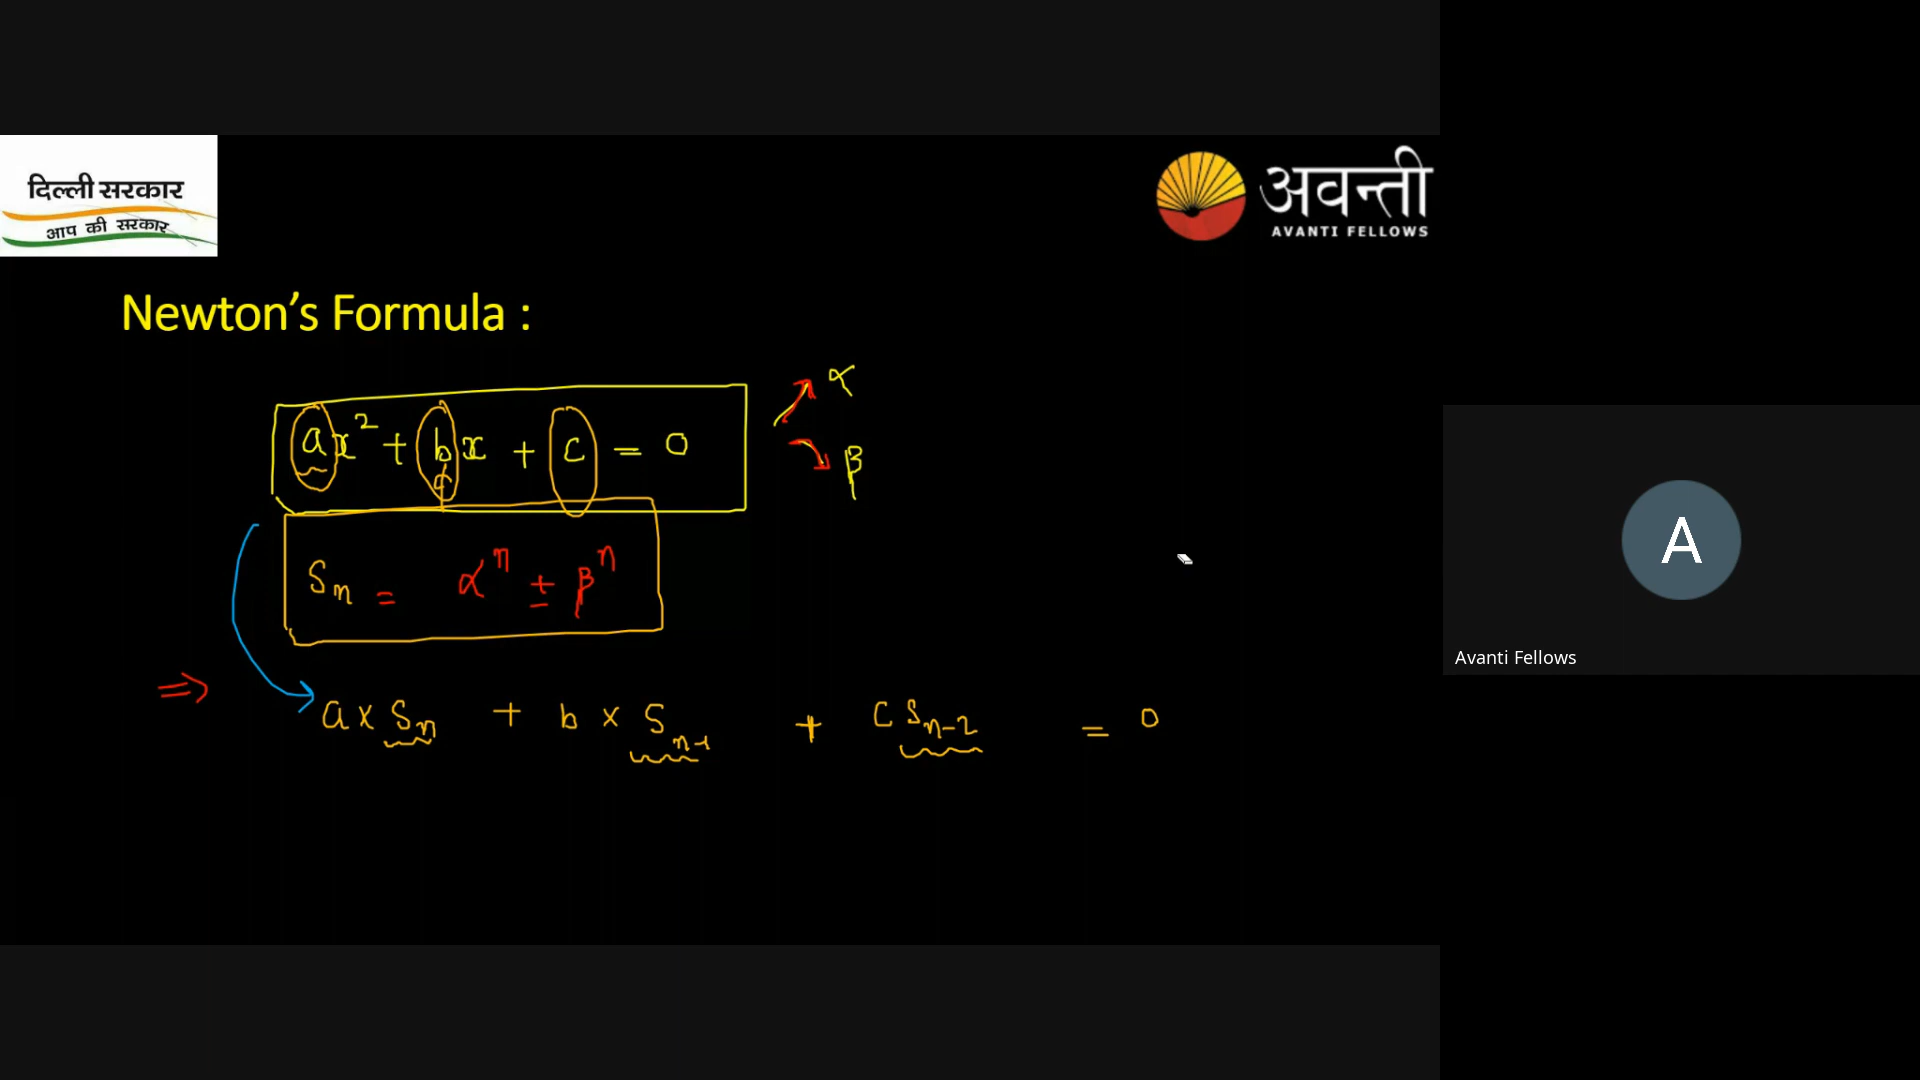 दिल्ली सरकार
आप की सरकार
अवन्ती
AVANTI FELLOWS
Newton's Formula :
ax² + bx + c = 0
α
β
Sₙ = αⁿ ± βⁿ
⇒ a x Sₙ + b x Sₙ₋₁ + c Sₙ₋₂ = 0
A
Avanti Fellows